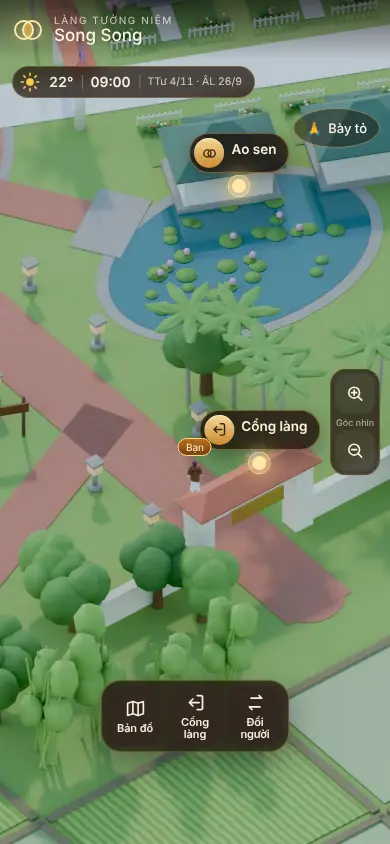 LÀNG TƯỞNG NIỆM
Song Song
22° 09:00 TTư 4/11 · ÂL 26/9
Bày tỏ
Ao sen
Cổng làng
Bạn
Góc nhìn
Bản đồ
Cổng làng
Đổi người